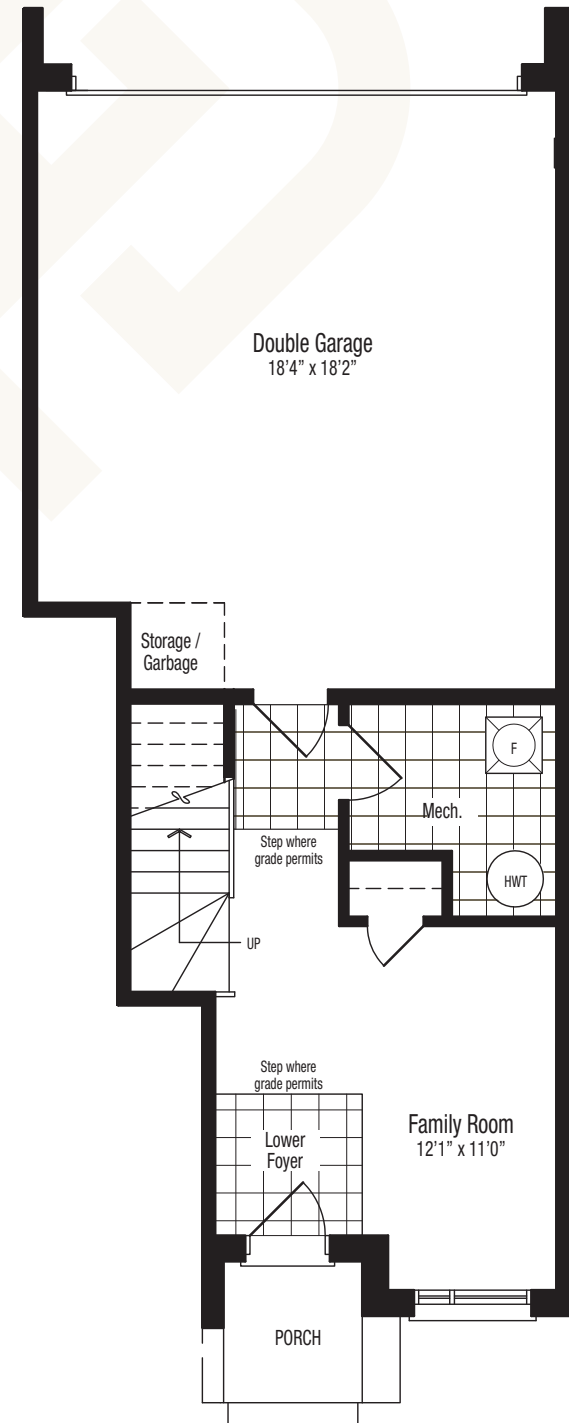 Double Garage
18'4" x 18'2"
Storage /
Garbage
F
Mech.
Step where
grade permits
HWT
UP
Step where
grade permits
Family Room
12'1" x 11'0"
Lower
Foyer
PORCH